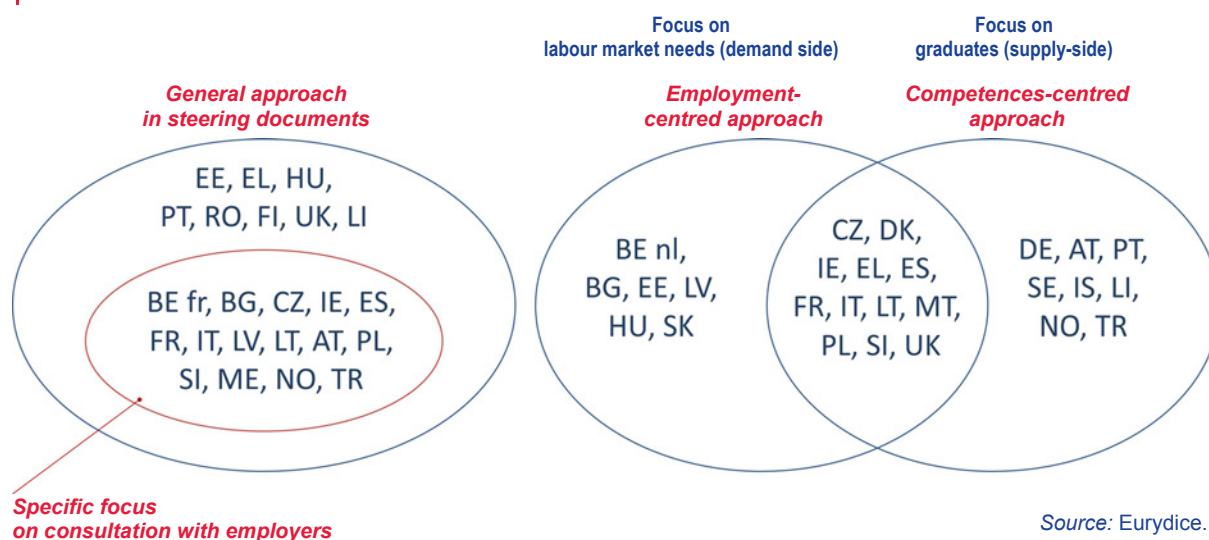 General approach
in steering documents
EE, EL, HU,
PT, RO, FI, UK, LI
BE fr, BG, CZ, IE, ES,
FR, IT, LV, LT, AT, PL,
SI, ME, NO, TR
Specific focus
on consultation with employers
Focus on
labour market needs (demand side)
Employment-
centred approach
BE nl,
BG, EE, LV,
HU, SK
CZ, DK,
IE, EL, ES,
FR, IT, LT, MT,
PL, SI, UK
Focus on
graduates (supply-side)
Competences-centred
approach
DE, AT, PT,
SE, IS, LI,
NO, TR
Source: Eurydice.